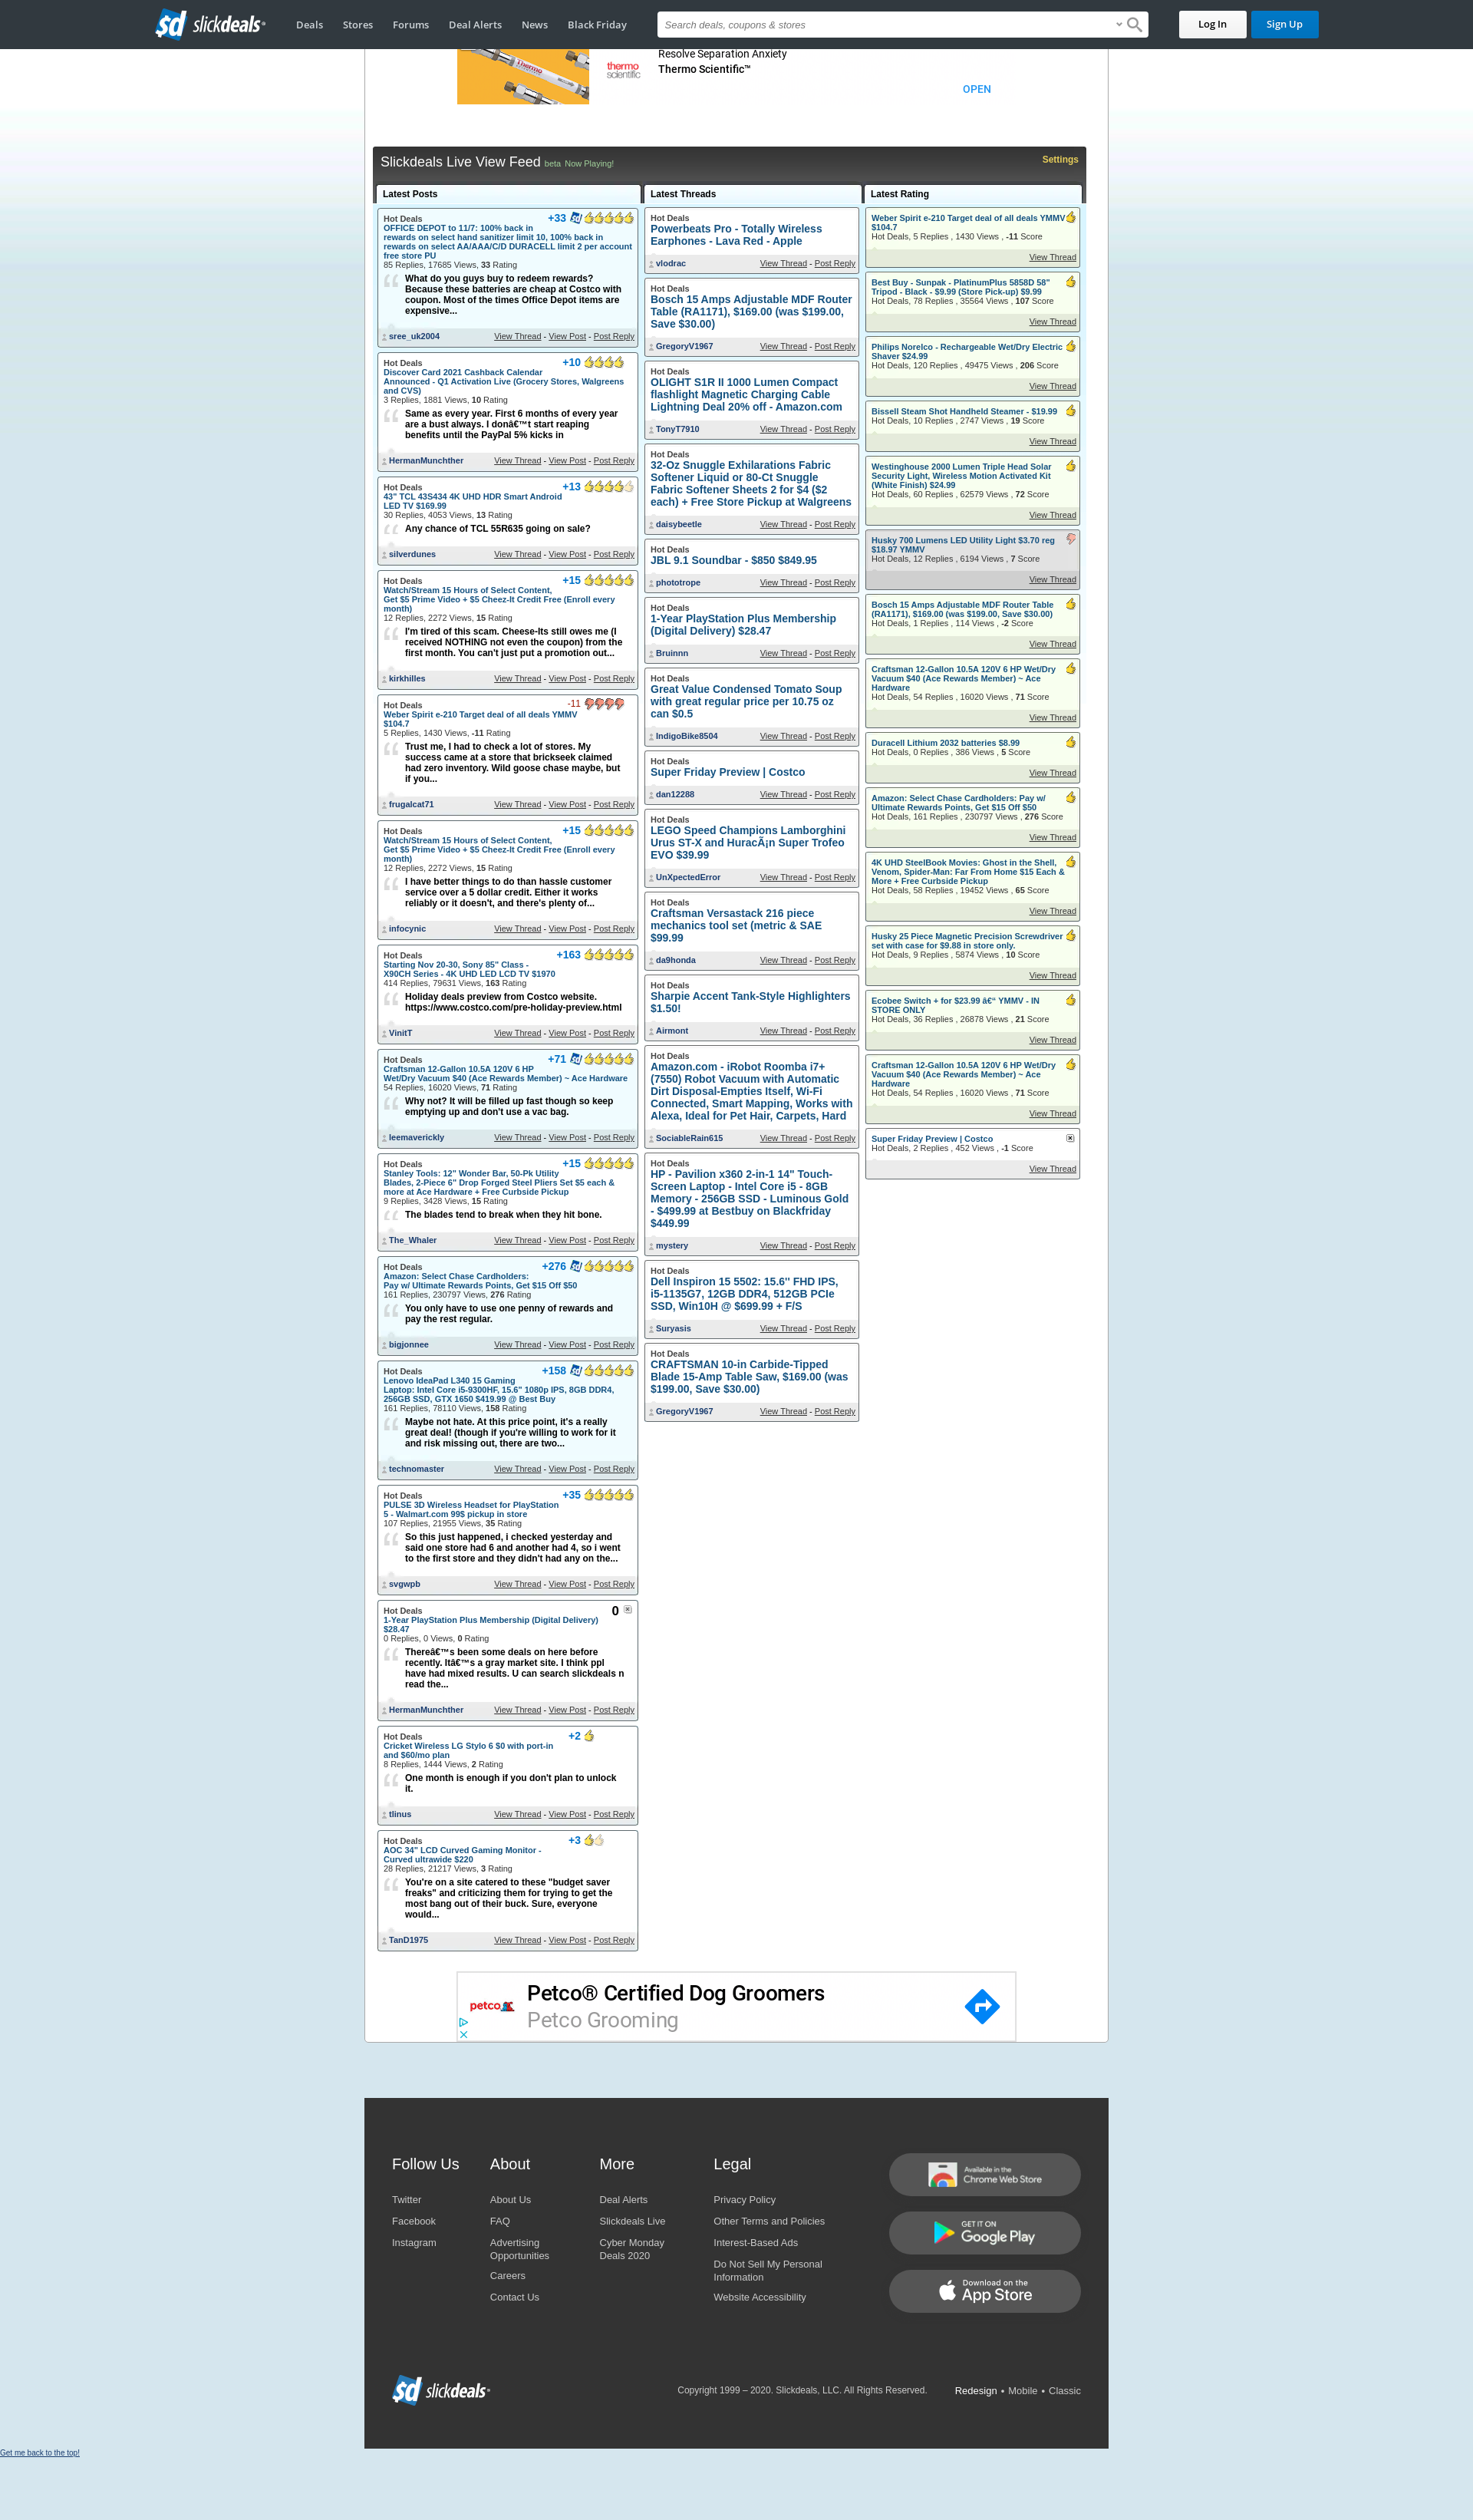 sd slickdeals
Deals
Stores
Forums
Deal Alerts
News
Black Friday
Search deals, coupons & stores
Log In
Sign Up
thermo scientific
Resolve Separation Anxiety
Thermo Scientific™
OPEN
Slickdeals Live View Feed beta Now Playing!
Settings
Latest Posts
Hot Deals +33
OFFICE DEPOT to 11/7: 100% back in
rewards on select hand sanitizer limit 10, 100% back in
rewards on select AA/AAA/C/D DURACELL limit 2 per account
free store PU
85 Replies, 17685 Views, 33 Rating
What do you guys buy to redeem rewards?
Because these batteries are cheap at Costco with
coupon. Most of the times Office Depot items are
expensive...
sree_uk2004 View Thread - View Post - Post Reply
Hot Deals +10
Discover Card 2021 Cashback Calendar
Announced - Q1 Activation Live (Grocery Stores, Walgreens
and CVS)
3 Replies, 1881 Views, 10 Rating
Same as every year. First 6 months of every year
are a bust always. I donâ€™t start reaping
benefits until the PayPal 5% kicks in
HermanMunchther View Thread - View Post - Post Reply
Hot Deals +13
43" TCL 43S434 4K UHD HDR Smart Android
LED TV $169.99
30 Replies, 4053 Views, 13 Rating
Any chance of TCL 55R635 going on sale?
silverdunes View Thread - View Post - Post Reply
Hot Deals +15
Watch/Stream 15 Hours of Select Content,
Get $5 Prime Video + $5 Cheez-It Credit Free (Enroll every
month)
12 Replies, 2272 Views, 15 Rating
I'm tired of this scam. Cheese-Its still owes me (I
received NOTHING not even the coupon) from the
first month. You can't just put a promotion out...
kirkhilles View Thread - View Post - Post Reply
Hot Deals -11
Weber Spirit e-210 Target deal of all deals YMMV
$104.7
5 Replies, 1430 Views, -11 Rating
Trust me, I had to check a lot of stores. My
success came at a store that brickseek claimed
had zero inventory. Wild goose chase maybe, but
if you...
frugalcat71 View Thread - View Post - Post Reply
Hot Deals +15
Watch/Stream 15 Hours of Select Content,
Get $5 Prime Video + $5 Cheez-It Credit Free (Enroll every
month)
12 Replies, 2272 Views, 15 Rating
I have better things to do than hassle customer
service over a 5 dollar credit. Either it works
reliably or it doesn't, and there's plenty of...
infocynic View Thread - View Post - Post Reply
Hot Deals +163
Starting Nov 20-30, Sony 85" Class -
X90CH Series - 4K UHD LED LCD TV $1970
414 Replies, 79631 Views, 163 Rating
Holiday deals preview from Costco website.
https://www.costco.com/pre-holiday-preview.html
VinitT View Thread - View Post - Post Reply
Hot Deals +71
Craftsman 12-Gallon 10.5A 120V 6 HP
Wet/Dry Vacuum $40 (Ace Rewards Member) ~ Ace Hardware
54 Replies, 16020 Views, 71 Rating
Why not? It will be filled up fast though so keep
emptying up and don't use a vac bag.
leemaverickly View Thread - View Post - Post Reply
Hot Deals +15
Stanley Tools: 12" Wonder Bar, 50-Pk Utility
Blades, 2-Piece 6" Drop Forged Steel Pliers Set $5 each &
more at Ace Hardware + Free Curbside Pickup
9 Replies, 3428 Views, 15 Rating
The blades tend to break when they hit bone.
The_Whaler View Thread - View Post - Post Reply
Hot Deals +276
Amazon: Select Chase Cardholders:
Pay w/ Ultimate Rewards Points, Get $15 Off $50
161 Replies, 230797 Views, 276 Rating
You only have to use one penny of rewards and
pay the rest regular.
bigjonnee View Thread - View Post - Post Reply
Hot Deals +158
Lenovo IdeaPad L340 15 Gaming
Laptop: Intel Core i5-9300HF, 15.6" 1080p IPS, 8GB DDR4,
256GB SSD, GTX 1650 $419.99 @ Best Buy
161 Replies, 78110 Views, 158 Rating
Maybe not hate. At this price point, it's a really
great deal! (though if you're willing to work for it
and risk missing out, there are two...
technomaster View Thread - View Post - Post Reply
Hot Deals +35
PULSE 3D Wireless Headset for PlayStation
5 - Walmart.com 99$ pickup in store
107 Replies, 21955 Views, 35 Rating
So this just happened, i checked yesterday and
said one store had 6 and another had 4, so i went
to the first store and they didn't had any on the...
svgwpb View Thread - View Post - Post Reply
Hot Deals 0
1-Year PlayStation Plus Membership (Digital Delivery)
$28.47
0 Replies, 0 Views, 0 Rating
Thereâ€™s been some deals on here before
recently. Itâ€™s a gray market site. I think ppl
have had mixed results. U can search slickdeals n
read the...
HermanMunchther View Thread - View Post - Post Reply
Hot Deals +2
Cricket Wireless LG Stylo 6 $0 with port-in
and $60/mo plan
8 Replies, 1444 Views, 2 Rating
One month is enough if you don't plan to unlock
it.
tlinus View Thread - View Post - Post Reply
Hot Deals +3
AOC 34" LCD Curved Gaming Monitor -
Curved ultrawide $220
28 Replies, 21217 Views, 3 Rating
You're on a site catered to these "budget saver
freaks" and criticizing them for trying to get the
most bang out of their buck. Sure, everyone
would...
TanD1975 View Thread - View Post - Post Reply
Latest Threads
Hot Deals
Powerbeats Pro - Totally Wireless
Earphones - Lava Red - Apple
vlodrac View Thread - Post Reply
Hot Deals
Bosch 15 Amps Adjustable MDF Router
Table (RA1171), $169.00 (was $199.00,
Save $30.00)
GregoryV1967 View Thread - Post Reply
Hot Deals
OLIGHT S1R II 1000 Lumen Compact
flashlight Magnetic Charging Cable
Lightning Deal 20% off - Amazon.com
TonyT7910 View Thread - Post Reply
Hot Deals
32-Oz Snuggle Exhilarations Fabric
Softener Liquid or 80-Ct Snuggle
Fabric Softener Sheets 2 for $4 ($2
each) + Free Store Pickup at Walgreens
daisybeetle View Thread - Post Reply
Hot Deals
JBL 9.1 Soundbar - $850 $849.95
phototrope View Thread - Post Reply
Hot Deals
1-Year PlayStation Plus Membership
(Digital Delivery) $28.47
Bruinnn View Thread - Post Reply
Hot Deals
Great Value Condensed Tomato Soup
with great regular price per 10.75 oz
can $0.5
IndigoBike8504 View Thread - Post Reply
Hot Deals
Super Friday Preview | Costco
dan12288 View Thread - Post Reply
Hot Deals
LEGO Speed Champions Lamborghini
Urus ST-X and HuracÃ¡n Super Trofeo
EVO $39.99
UnXpectedError View Thread - Post Reply
Hot Deals
Craftsman Versastack 216 piece
mechanics tool set (metric & SAE
$99.99
da9honda View Thread - Post Reply
Hot Deals
Sharpie Accent Tank-Style Highlighters
$1.50!
Airmont View Thread - Post Reply
Hot Deals
Amazon.com - iRobot Roomba i7+
(7550) Robot Vacuum with Automatic
Dirt Disposal-Empties Itself, Wi-Fi
Connected, Smart Mapping, Works with
Alexa, Ideal for Pet Hair, Carpets, Hard
SociableRain615 View Thread - Post Reply
Hot Deals
HP - Pavilion x360 2-in-1 14" Touch-
Screen Laptop - Intel Core i5 - 8GB
Memory - 256GB SSD - Luminous Gold
- $499.99 at Bestbuy on Blackfriday
$449.99
mystery View Thread - Post Reply
Hot Deals
Dell Inspiron 15 5502: 15.6'' FHD IPS,
i5-1135G7, 12GB DDR4, 512GB PCIe
SSD, Win10H @ $699.99 + F/S
Suryasis View Thread - Post Reply
Hot Deals
CRAFTSMAN 10-in Carbide-Tipped
Blade 15-Amp Table Saw, $169.00 (was
$199.00, Save $30.00)
GregoryV1967 View Thread - Post Reply
Latest Rating
Weber Spirit e-210 Target deal of all deals YMMV
$104.7
Hot Deals, 5 Replies , 1430 Views , -11 Score
View Thread
Best Buy - Sunpak - PlatinumPlus 5858D 58"
Tripod - Black - $9.99 (Store Pick-up) $9.99
Hot Deals, 78 Replies , 35564 Views , 107 Score
View Thread
Philips Norelco - Rechargeable Wet/Dry Electric
Shaver $24.99
Hot Deals, 120 Replies , 49475 Views , 206 Score
View Thread
Bissell Steam Shot Handheld Steamer - $19.99
Hot Deals, 10 Replies , 2747 Views , 19 Score
View Thread
Westinghouse 2000 Lumen Triple Head Solar
Security Light, Wireless Motion Activated Kit
(White Finish) $24.99
Hot Deals, 60 Replies , 62579 Views , 72 Score
View Thread
Husky 700 Lumens LED Utility Light $3.70 reg
$18.97 YMMV
Hot Deals, 12 Replies , 6194 Views , 7 Score
View Thread
Bosch 15 Amps Adjustable MDF Router Table
(RA1171), $169.00 (was $199.00, Save $30.00)
Hot Deals, 1 Replies , 114 Views , -2 Score
View Thread
Craftsman 12-Gallon 10.5A 120V 6 HP Wet/Dry
Vacuum $40 (Ace Rewards Member) ~ Ace
Hardware
Hot Deals, 54 Replies , 16020 Views , 71 Score
View Thread
Duracell Lithium 2032 batteries $8.99
Hot Deals, 0 Replies , 386 Views , 5 Score
View Thread
Amazon: Select Chase Cardholders: Pay w/
Ultimate Rewards Points, Get $15 Off $50
Hot Deals, 161 Replies , 230797 Views , 276 Score
View Thread
4K UHD SteelBook Movies: Ghost in the Shell,
Venom, Spider-Man: Far From Home $15 Each &
More + Free Curbside Pickup
Hot Deals, 58 Replies , 19452 Views , 65 Score
View Thread
Husky 25 Piece Magnetic Precision Screwdriver
set with case for $9.88 in store only.
Hot Deals, 9 Replies , 5874 Views , 10 Score
View Thread
Ecobee Switch + for $23.99 â€“ YMMV - IN
STORE ONLY
Hot Deals, 36 Replies , 26878 Views , 21 Score
View Thread
Craftsman 12-Gallon 10.5A 120V 6 HP Wet/Dry
Vacuum $40 (Ace Rewards Member) ~ Ace
Hardware
Hot Deals, 54 Replies , 16020 Views , 71 Score
View Thread
Super Friday Preview | Costco
Hot Deals, 2 Replies , 452 Views , -1 Score
View Thread
petco
Petco® Certified Dog Groomers
Petco Grooming
Follow Us
Twitter
Facebook
Instagram
About
About Us
FAQ
Advertising
Opportunities
Careers
Contact Us
More
Deal Alerts
Slickdeals Live
Cyber Monday
Deals 2020
Legal
Privacy Policy
Other Terms and Policies
Interest-Based Ads
Do Not Sell My Personal
Information
Website Accessibility
Available in the
Chrome Web Store
GET IT ON
Google Play
Download on the
App Store
sd slickdeals
Copyright 1999 – 2020. Slickdeals, LLC. All Rights Reserved.
Redesign • Mobile • Classic
Get me back to the top!